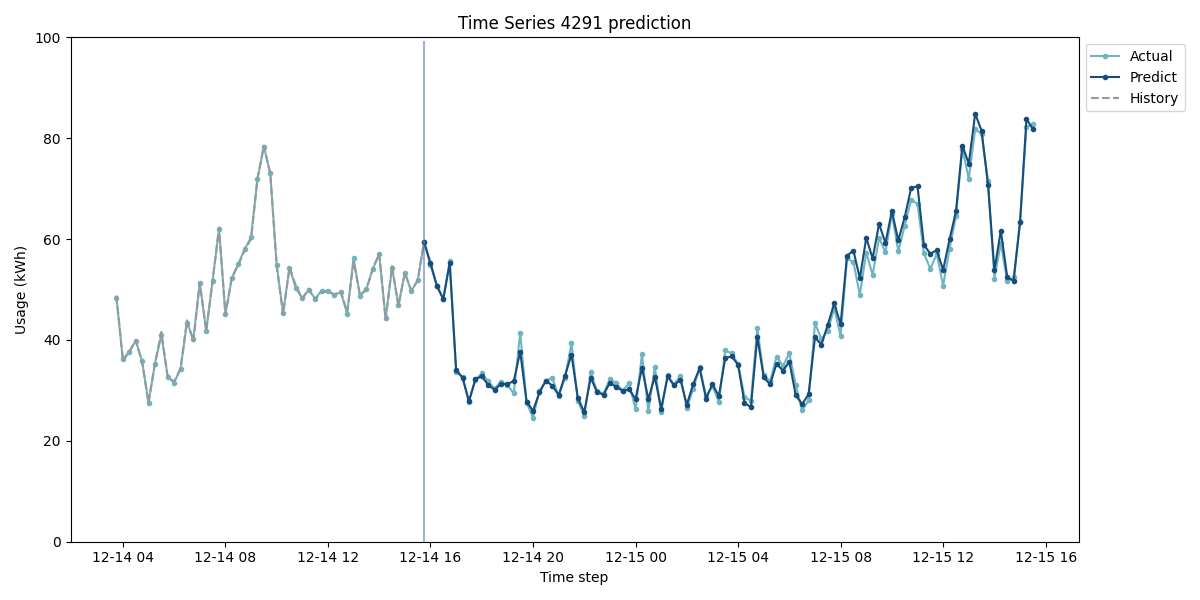 Time Series 4291 prediction
100
80
60
40
20
0
Usage (kWh)
12-14 04
12-14 08
12-14 12
12-14 16
12-14 20
12-15 00
12-15 04
12-15 08
12-15 12
12-15 16
Time step
Actual
Predict
History